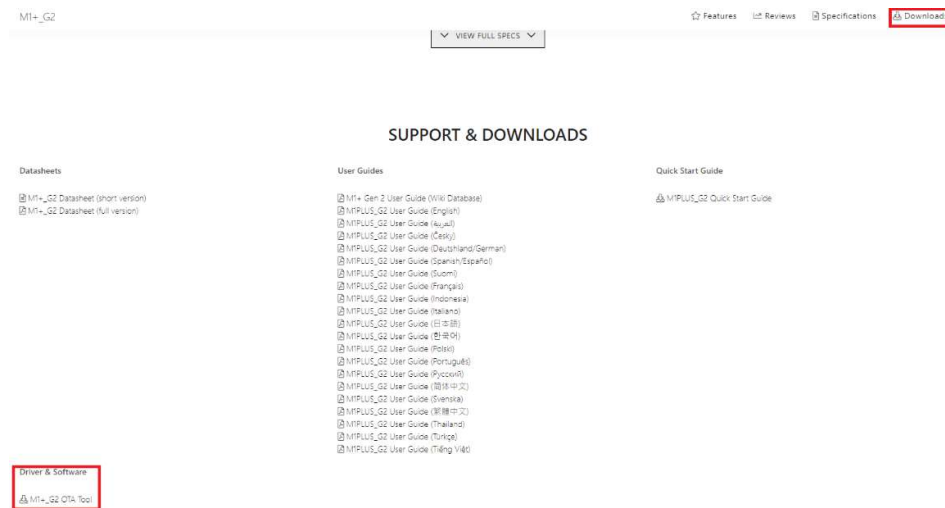 M1+_G2
Features Reviews Specifications Downloads
VIEW FULL SPECS
SUPPORT & DOWNLOADS
Datasheets
M1+_G2 Datasheet (short version)
M1+_G2 Datasheet (full version)
User Guides
M1+ Gen 2 User Guide (Wiki Database)
M1PLUS_G2 User Guide (English)
M1PLUS_G2 User Guide (العربية)
M1PLUS_G2 User Guide (Česky)
M1PLUS_G2 User Guide (Deutshland/German)
M1PLUS_G2 User Guide (Spanish/Español)
M1PLUS_G2 User Guide (Suomi)
M1PLUS_G2 User Guide (Français)
M1PLUS_G2 User Guide (Indonesia)
M1PLUS_G2 User Guide (Italiano)
M1PLUS_G2 User Guide (日本語)
M1PLUS_G2 User Guide (한국어)
M1PLUS_G2 User Guide (Polski)
M1PLUS_G2 User Guide (Português)
M1PLUS_G2 User Guide (Русский)
M1PLUS_G2 User Guide (简体中文)
M1PLUS_G2 User Guide (Svenska)
M1PLUS_G2 User Guide (繁體中文)
M1PLUS_G2 User Guide (Thailand)
M1PLUS_G2 User Guide (Türkçe)
M1PLUS_G2 User Guide (Tiếng Việt)
Quick Start Guide
M1PLUS_G2 Quick Start Guide
Driver & Software
M1+_G2 OTA Tool